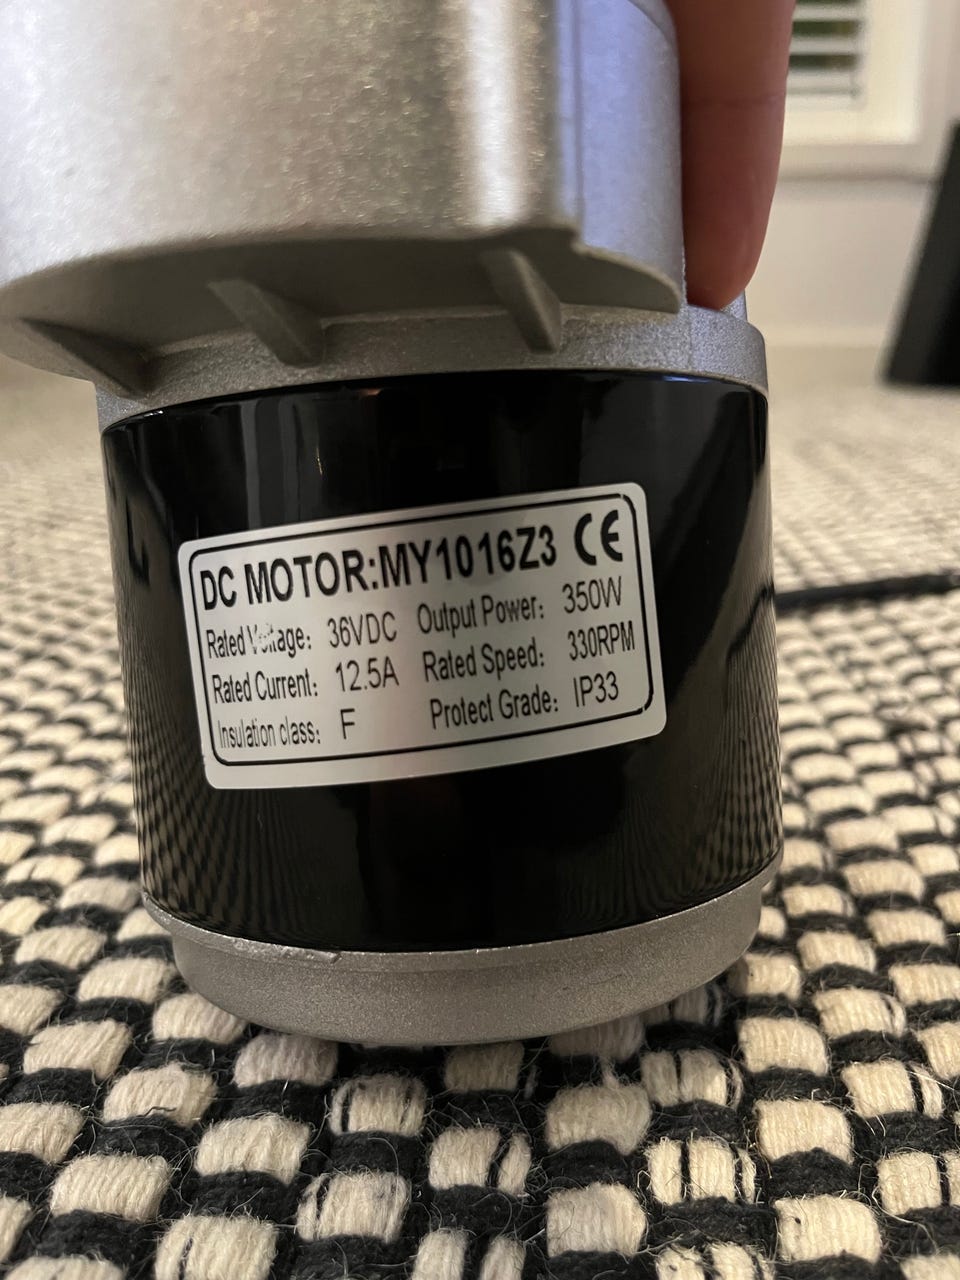 DC MOTOR:MY1016Z3 CE
Rated Voltage: 36VDC Output Power: 350W
Rated Current: 12.5A Rated Speed: 330RPM
Insulation class: F Protect Grade: IP33